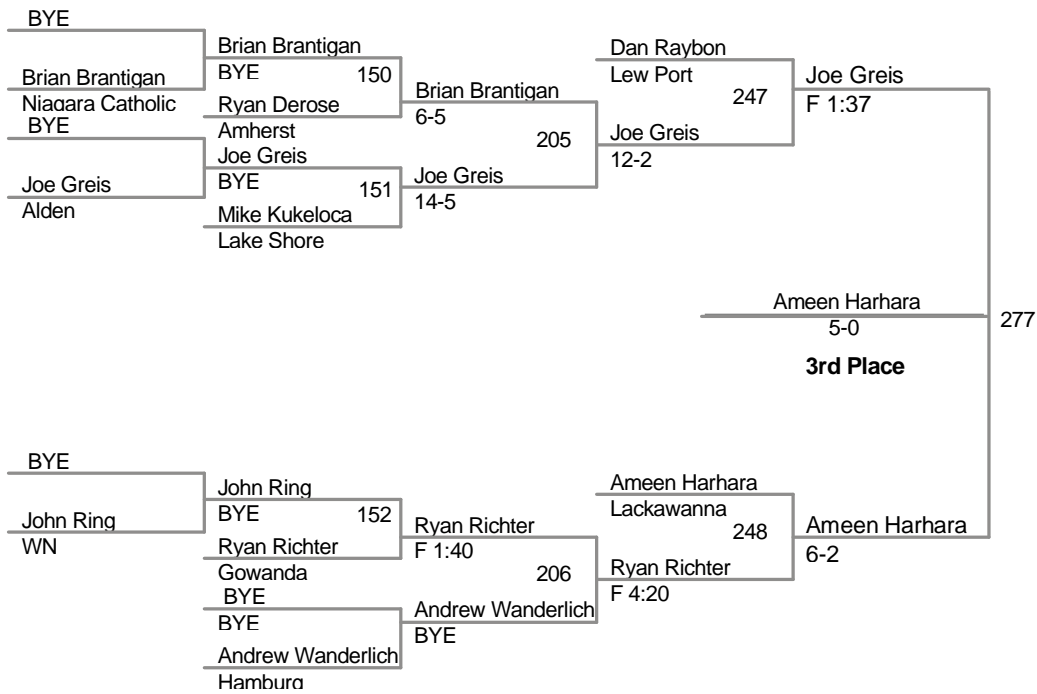 BYE
Brian Brantigan
Niagara Catholic
BYE
Joe Greis
Alden
Brian Brantigan
BYE
150
Ryan Derose
Amherst
Joe Greis
BYE
151
Mike Kukeloca
Lake Shore
Brian Brantigan
6-5
205
Joe Greis
14-5
Dan Raybon
Lew Port
247
Joe Greis
12-2
Joe Greis
F 1:37
Ameen Harhara
5-0
277
3rd Place
BYE
John Ring
WN
John Ring
BYE
152
Ryan Richter
Gowanda
BYE
BYE
Andrew Wanderlich
Hamburg
Ryan Richter
F 1:40
206
Andrew Wanderlich
BYE
Ameen Harhara
Lackawanna
248
Ryan Richter
F 4:20
Ameen Harhara
6-2